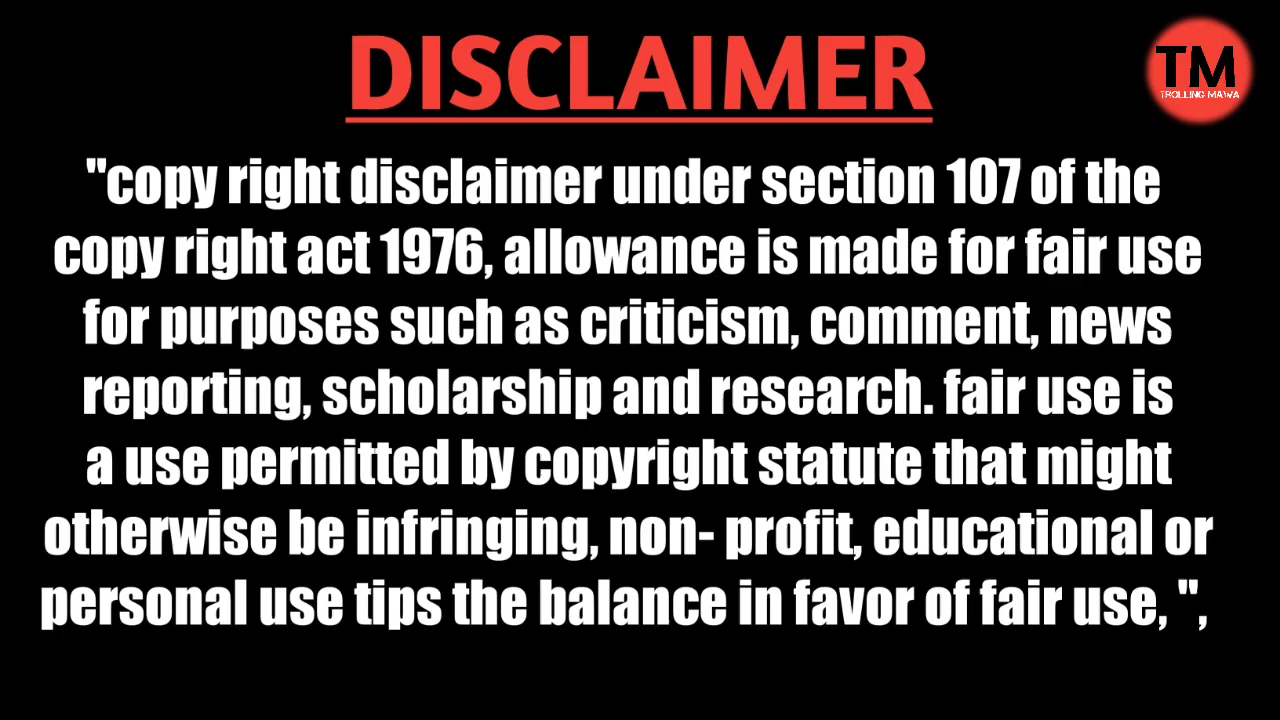 DISCLAIMER
TM
TROLLING MAWA
"copy right disclaimer under section 107 of the
copy right act 1976, allowance is made for fair use
for purposes such as criticism, comment, news
reporting, scholarship and research. fair use is
a use permitted by copyright statute that might
otherwise be infringing, non- profit, educational or
personal use tips the balance in favor of fair use, ",